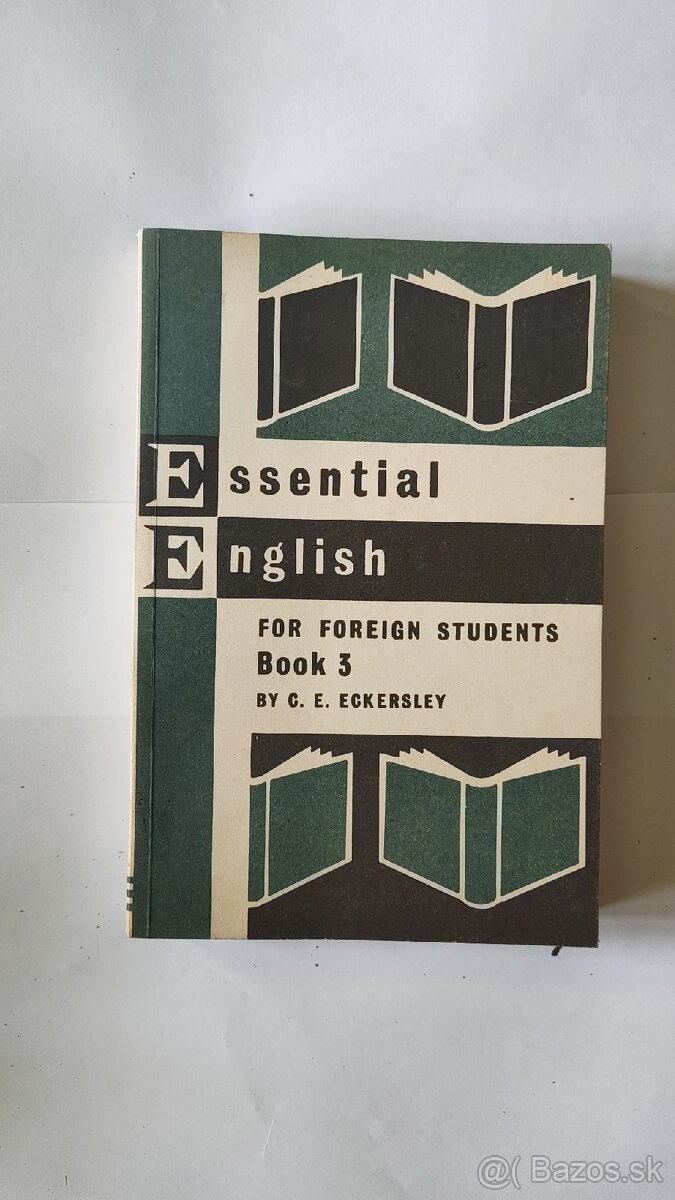 Essential
English
FOR FOREIGN STUDENTS
Book 3
BY C. E. ECKERSLEY
@( Bazos.sk